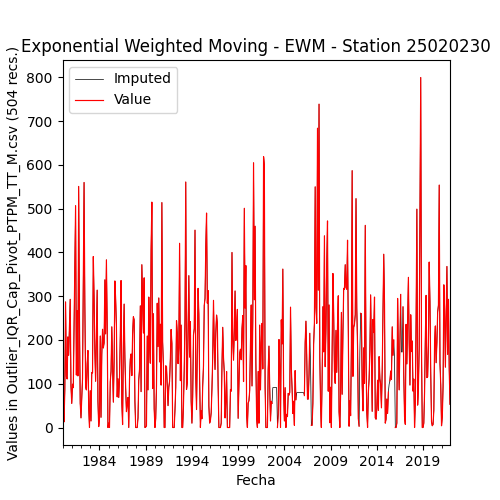 Exponential Weighted Moving - EWM - Station 25020230
Imputed
Value
800
700
600
500
400
300
200
100
0
Values in Outlier_IQR_Cap_Pivot_PTPM_TT_M.csv (504 recs.)
1984 1989 1994 1999 2004 2009 2014 2019
Fecha